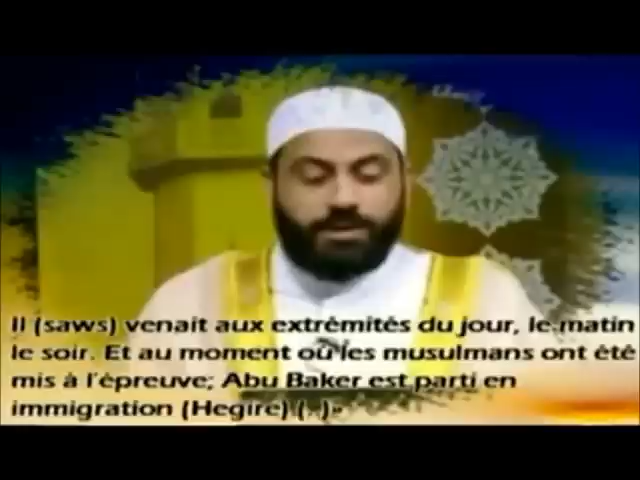 Il (saws) venait aux extrémités du jour, le matin
le soir. Et au moment où les musulmans ont été
mis à l'épreuve; Abu Baker est parti en
immigration (Hegire) (..)»